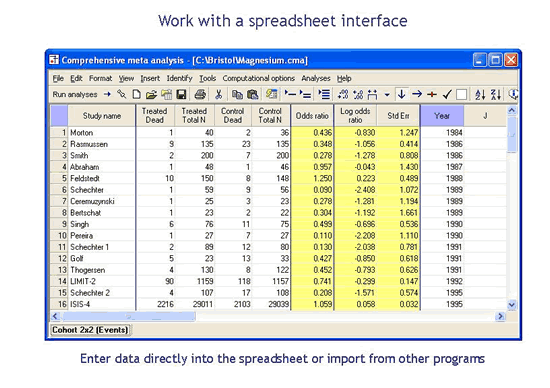 Work with a spreadsheet interface
Comprehensive meta analysis - [C:\Bristol\Magnesium.cma]
File Edit Format View Insert Identify Tools Computational options Analyses Help
Run analyses
Study name Treated Dead Treated Total N Control Dead Control Total N Odds ratio Log odds ratio Std Err Year J
1 Morton 1 40 2 36 0.436 -0.830 1.247 1984
2 Rasmussen 9 135 23 135 0.348 -1.056 0.414 1986
3 Smith 2 200 7 200 0.278 -1.278 0.808 1986
4 Abraham 1 48 1 46 0.957 -0.043 1.430 1987
5 Feldstedt 10 150 8 148 1.250 0.223 0.489 1988
6 Schechter 1 59 9 56 0.090 -2.408 1.072 1989
7 Ceremuzynski 1 25 3 23 0.278 -1.281 1.194 1989
8 Bertschat 1 23 2 22 0.304 -1.192 1.661 1989
9 Singh 6 76 11 75 0.499 -0.696 0.536 1990
10 Pereira 1 27 7 27 0.110 -2.208 1.110 1990
11 Schechter 1 2 89 12 80 0.130 -2.038 0.781 1991
12 Golf 5 23 13 33 0.427 -0.850 0.618 1991
13 Thogersen 4 130 8 122 0.452 -0.793 0.626 1991
14 LIMIT-2 90 1159 118 1157 0.741 -0.299 0.147 1992
15 Schechter 2 4 107 17 108 0.208 -1.571 0.574 1995
16 ISIS-4 2216 29011 2103 29039 1.059 0.058 0.032 1995
Cohort 2x2 (Events)
Enter data directly into the spreadsheet or import from other programs